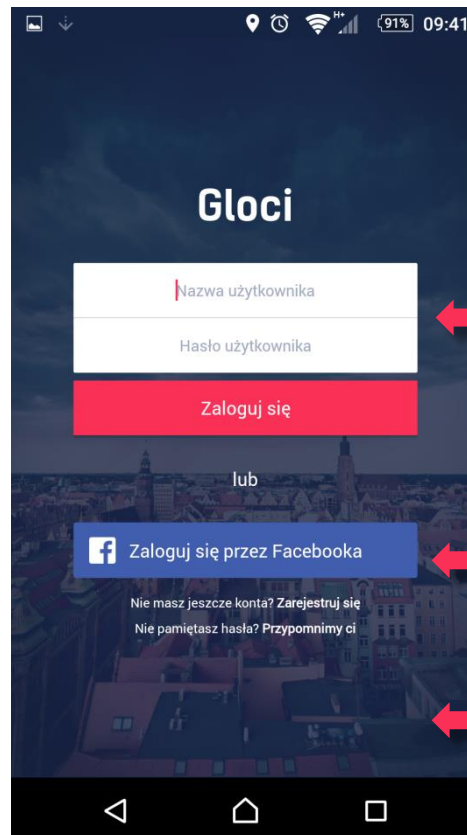 H+ 91% 09:41
Gloci
Nazwa użytkownika
Hasło użytkownika
Zaloguj się
lub
f Zaloguj się przez Facebooka
Nie masz jeszcze konta? Zarejestruj się
Nie pamiętasz hasła? Przypomnimy ci